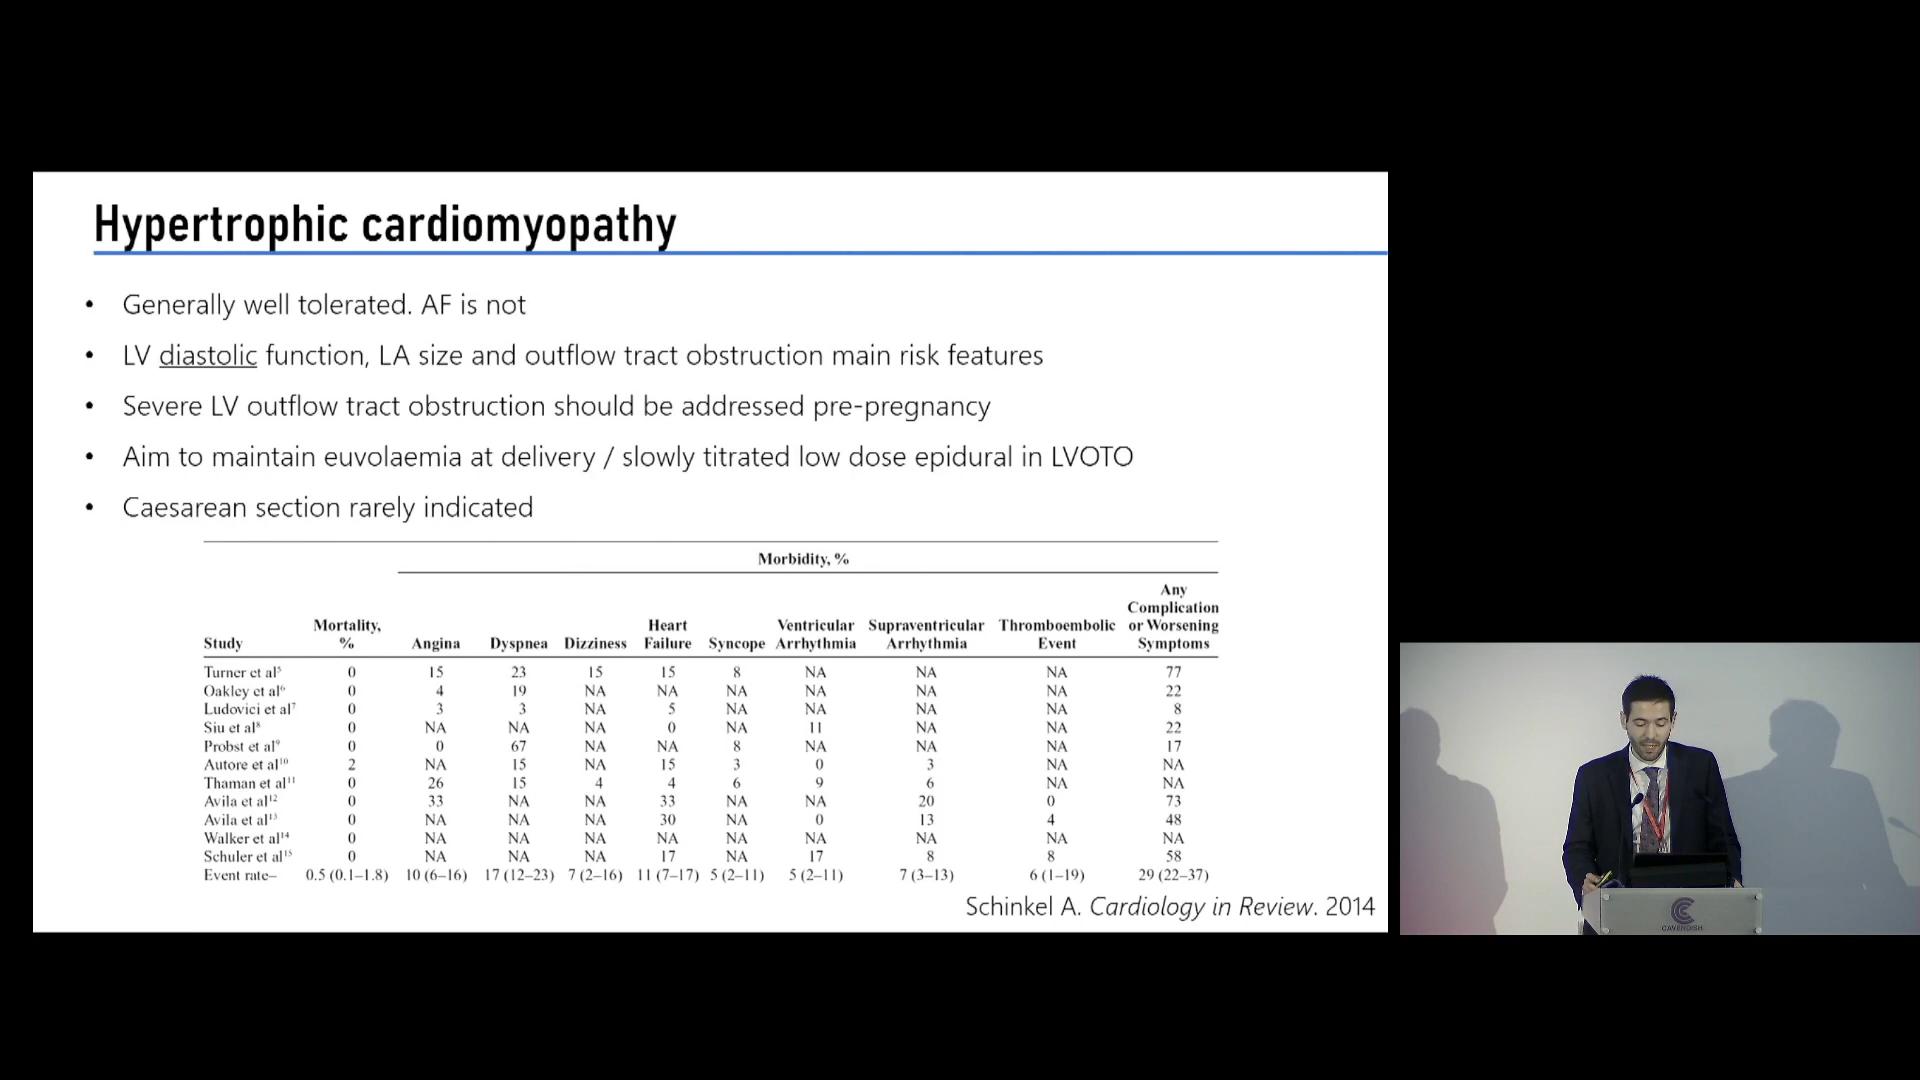 Hypertrophic cardiomyopathy
• Generally well tolerated. AF is not
• LV diastolic function, LA size and outflow tract obstruction main risk features
• Severe LV outflow tract obstruction should be addressed pre-pregnancy
• Aim to maintain euvolaemia at delivery / slowly titrated low dose epidural in LVOTO
• Caesarean section rarely indicated
Morbidity, %
Study Mortality, % Angina Dyspnea Dizziness Heart Failure Syncope Ventricular Arrhythmia Supraventricular Arrhythmia Thromboembolic Event Any Complication or Worsening Symptoms
Turner et al⁵ 0 15 23 15 15 8 NA NA NA 77
Oakley et al⁶ 0 4 19 NA NA NA NA NA NA 22
Ludovici et al⁷ 0 3 3 NA 5 NA NA NA NA 8
Siu et al⁸ 0 NA NA NA 0 NA 11 NA NA 22
Probst et al⁹ 0 0 67 NA NA 8 NA NA NA 17
Autore et al¹⁰ 2 NA 15 NA 15 3 0 3 NA NA
Thaman et al¹¹ 0 26 15 4 4 6 9 6 NA NA
Avila et al¹² 0 33 NA NA 33 NA NA 20 0 73
Avila et al¹³ 0 NA NA NA 30 NA 0 13 4 48
Walker et al¹⁴ 0 NA NA NA NA NA NA NA NA NA
Schuler et al¹⁵ 0 NA NA NA 17 NA 17 8 8 58
Event rate– 0.5 (0.1–1.8) 10 (6–16) 17 (12–23) 7 (2–16) 11 (7–17) 5 (2–11) 5 (2–11) 7 (3–13) 6 (1–19) 29 (22–37)
Schinkel A. Cardiology in Review. 2014
CAVENDISH